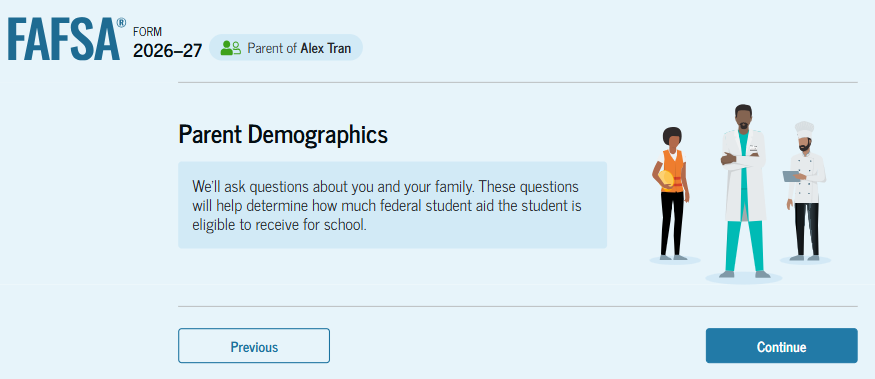 FAFSA®
FORM
2026–27
Parent of Alex Tran
Parent Demographics
We'll ask questions about you and your family. These questions
will help determine how much federal student aid the student is
eligible to receive for school.
Previous
Continue